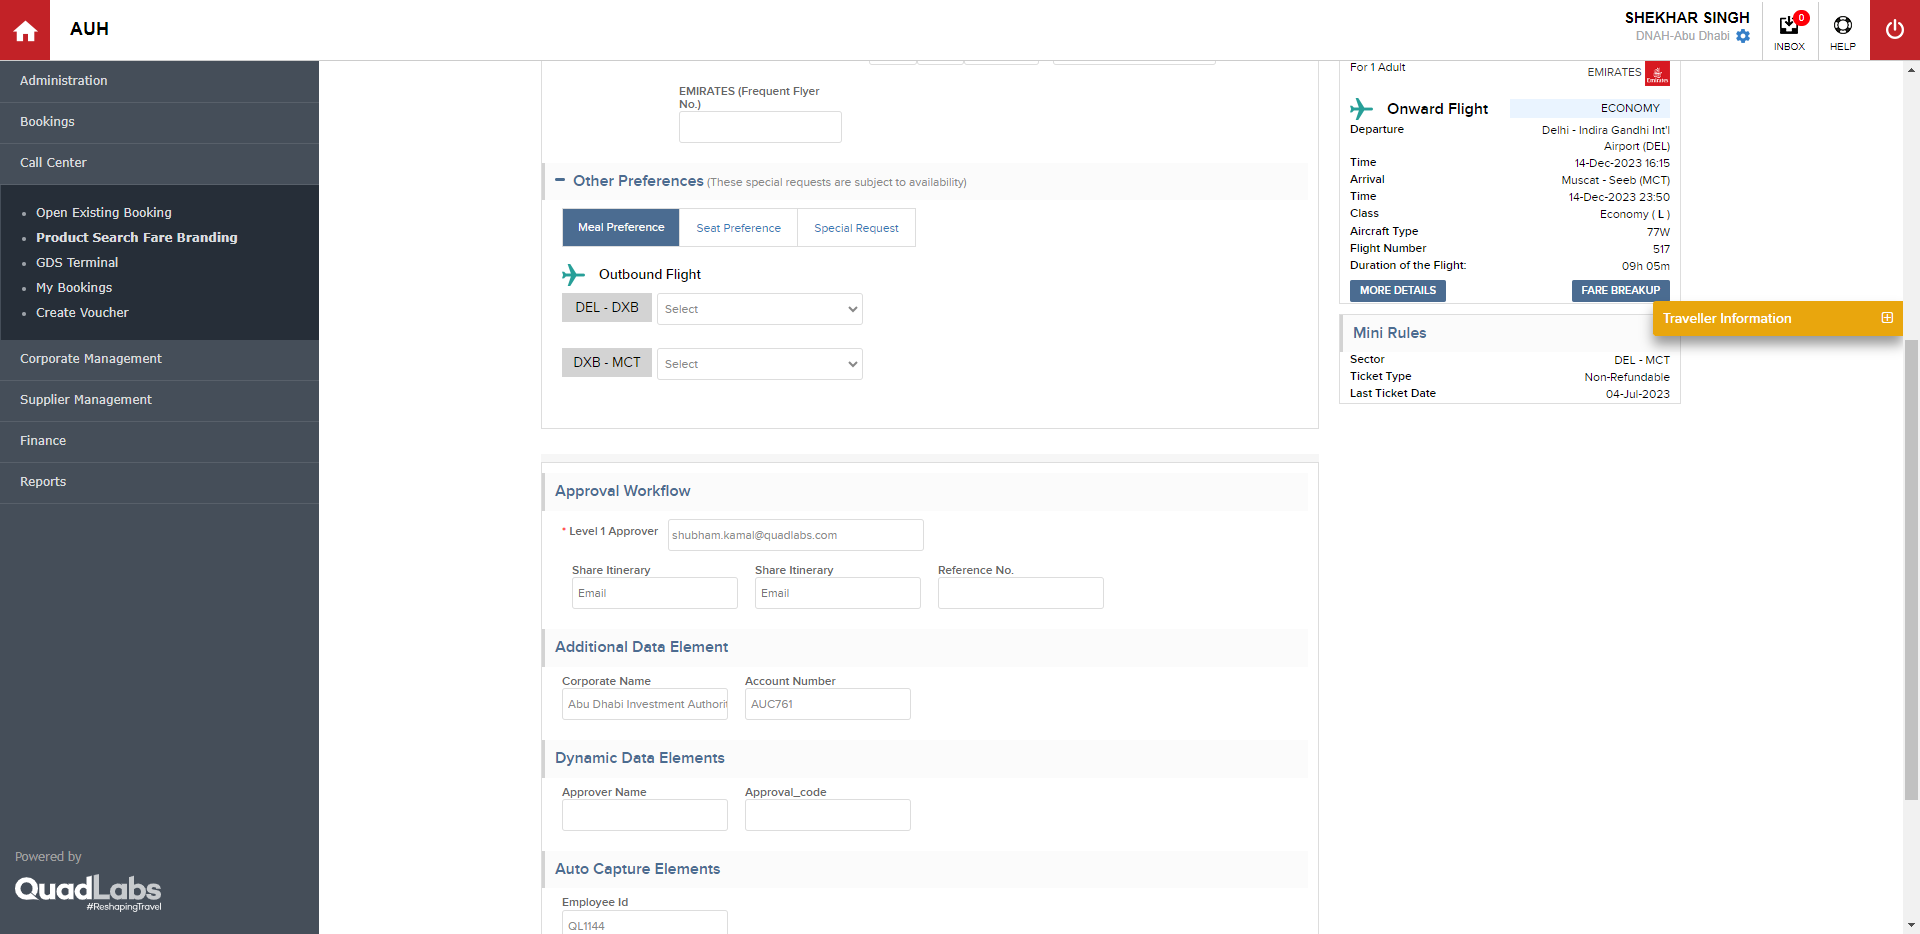 AUH
SHEKHAR SINGH
DNAH-Abu Dhabi
0
INBOX
HELP
Administration
Bookings
Call Center
Open Existing Booking
Product Search Fare Branding
GDS Terminal
My Bookings
Create Voucher
Corporate Management
Supplier Management
Finance
Reports
Powered by
QuadLabs
#ReshapingTravel
EMIRATES (Frequent Flyer
No.)
Other Preferences (These special requests are subject to availability)
Meal Preference
Seat Preference
Special Request
Outbound Flight
DEL - DXB
Select
DXB - MCT
Select
Approval Workflow
* Level 1 Approver
shubham.kamal@quadlabs.com
Share Itinerary
Share Itinerary
Reference No.
Email
Email
Additional Data Element
Corporate Name
Account Number
Abu Dhabi Investment Authori
AUC761
Dynamic Data Elements
Approver Name
Approval_code
Auto Capture Elements
Employee Id
QL1144
For 1 Adult
EMIRATES
Emirates
Onward Flight
ECONOMY
Departure
Delhi - Indira Gandhi Int'l
Airport (DEL)
Time
14-Dec-2023 16:15
Arrival
Muscat - Seeb (MCT)
Time
14-Dec-2023 23:50
Class
Economy ( L )
Aircraft Type
77W
Flight Number
517
Duration of the Flight:
09h 05m
MORE DETAILS
FARE BREAKUP
Traveller Information
Mini Rules
Sector
DEL - MCT
Ticket Type
Non-Refundable
Last Ticket Date
04-Jul-2023